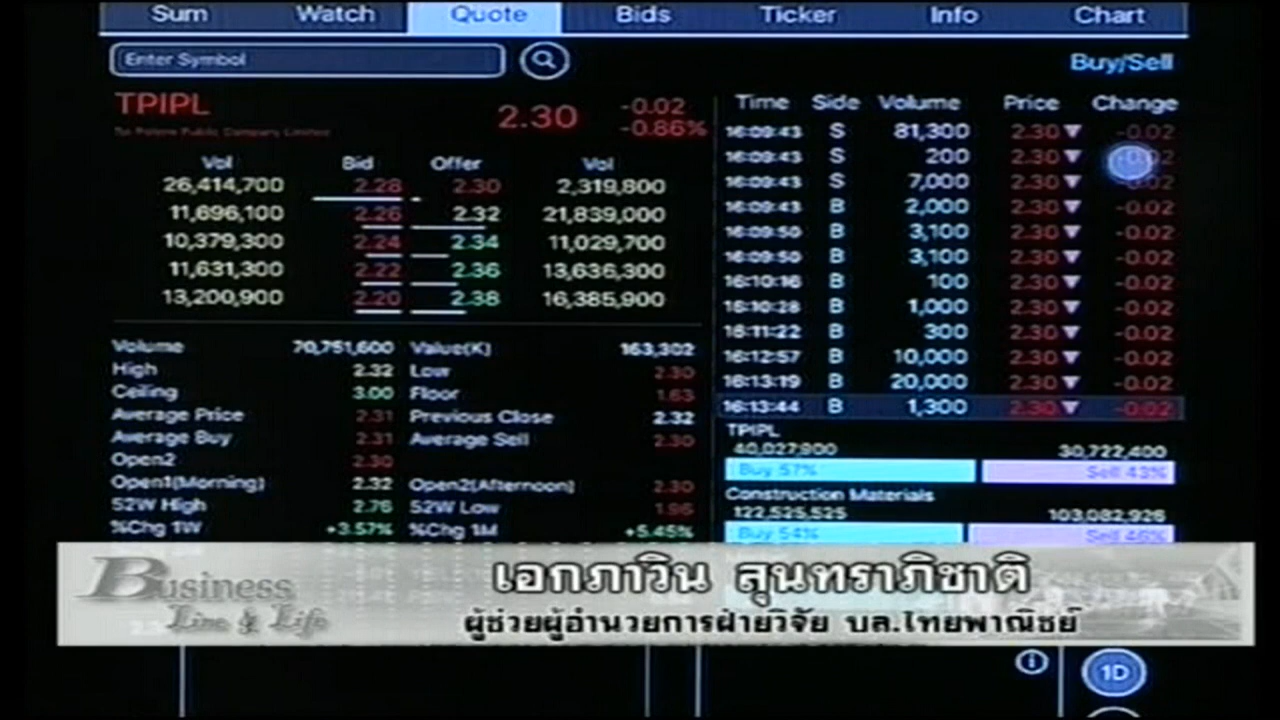 Sum Watch Quote Bids Ticker Info Chart
Enter Symbol
Buy/Sell
TPIPL 2.30 -0.02
-0.86%
Public Company Limited
Vol Bid Offer Vol
26,414,700 2.28 2.30 2,319,800
11,696,100 2.26 2.32 21,839,000
10,379,300 2.24 2.34 11,029,700
11,631,300 2.22 2.36 13,636,300
13,200,900 2.20 2.38 16,385,900
Volume 70,751,600 Value(K) 163,302
High 2.32 Low 2.30
Ceiling 3.00 Floor 1.63
Average Price 2.31 Previous Close 2.32
Average Buy 2.31 Average Sell 2.30
Open2 2.30
Open1(Morning) 2.32 Open2(Afternoon) 2.30
52W High 2.76 52W Low 1.96
%Chg 1W +3.57% %Chg 1M +5.45%
Time Side Volume Price Change
16:09:43 S 81,300 2.30▼ -0.02
16:09:43 S 200 2.30▼ -0.02
16:09:43 S 7,000 2.30▼ -0.02
16:09:43 B 2,000 2.30▼ -0.02
16:09:50 B 3,100 2.30▼ -0.02
16:09:50 B 3,100 2.30▼ -0.02
16:10:16 B 100 2.30▼ -0.02
16:10:28 B 1,000 2.30▼ -0.02
16:11:22 B 300 2.30▼ -0.02
16:12:57 B 10,000 2.30▼ -0.02
16:13:19 B 20,000 2.30▼ -0.02
16:13:44 B 1,300 2.30▼ -0.02
TPIPL
40,027,900 30,722,400
Buy 57% Sell 43%
Construction Materials
122,525,525 103,082,926
Buy 54% Sell 46%
Business
Line & Life
เอกภาวิน สุนทราภิชาติ
ผู้ช่วยผู้อำนวยการฝ่ายวิจัย บล.ไทยพาณิชย์
1D